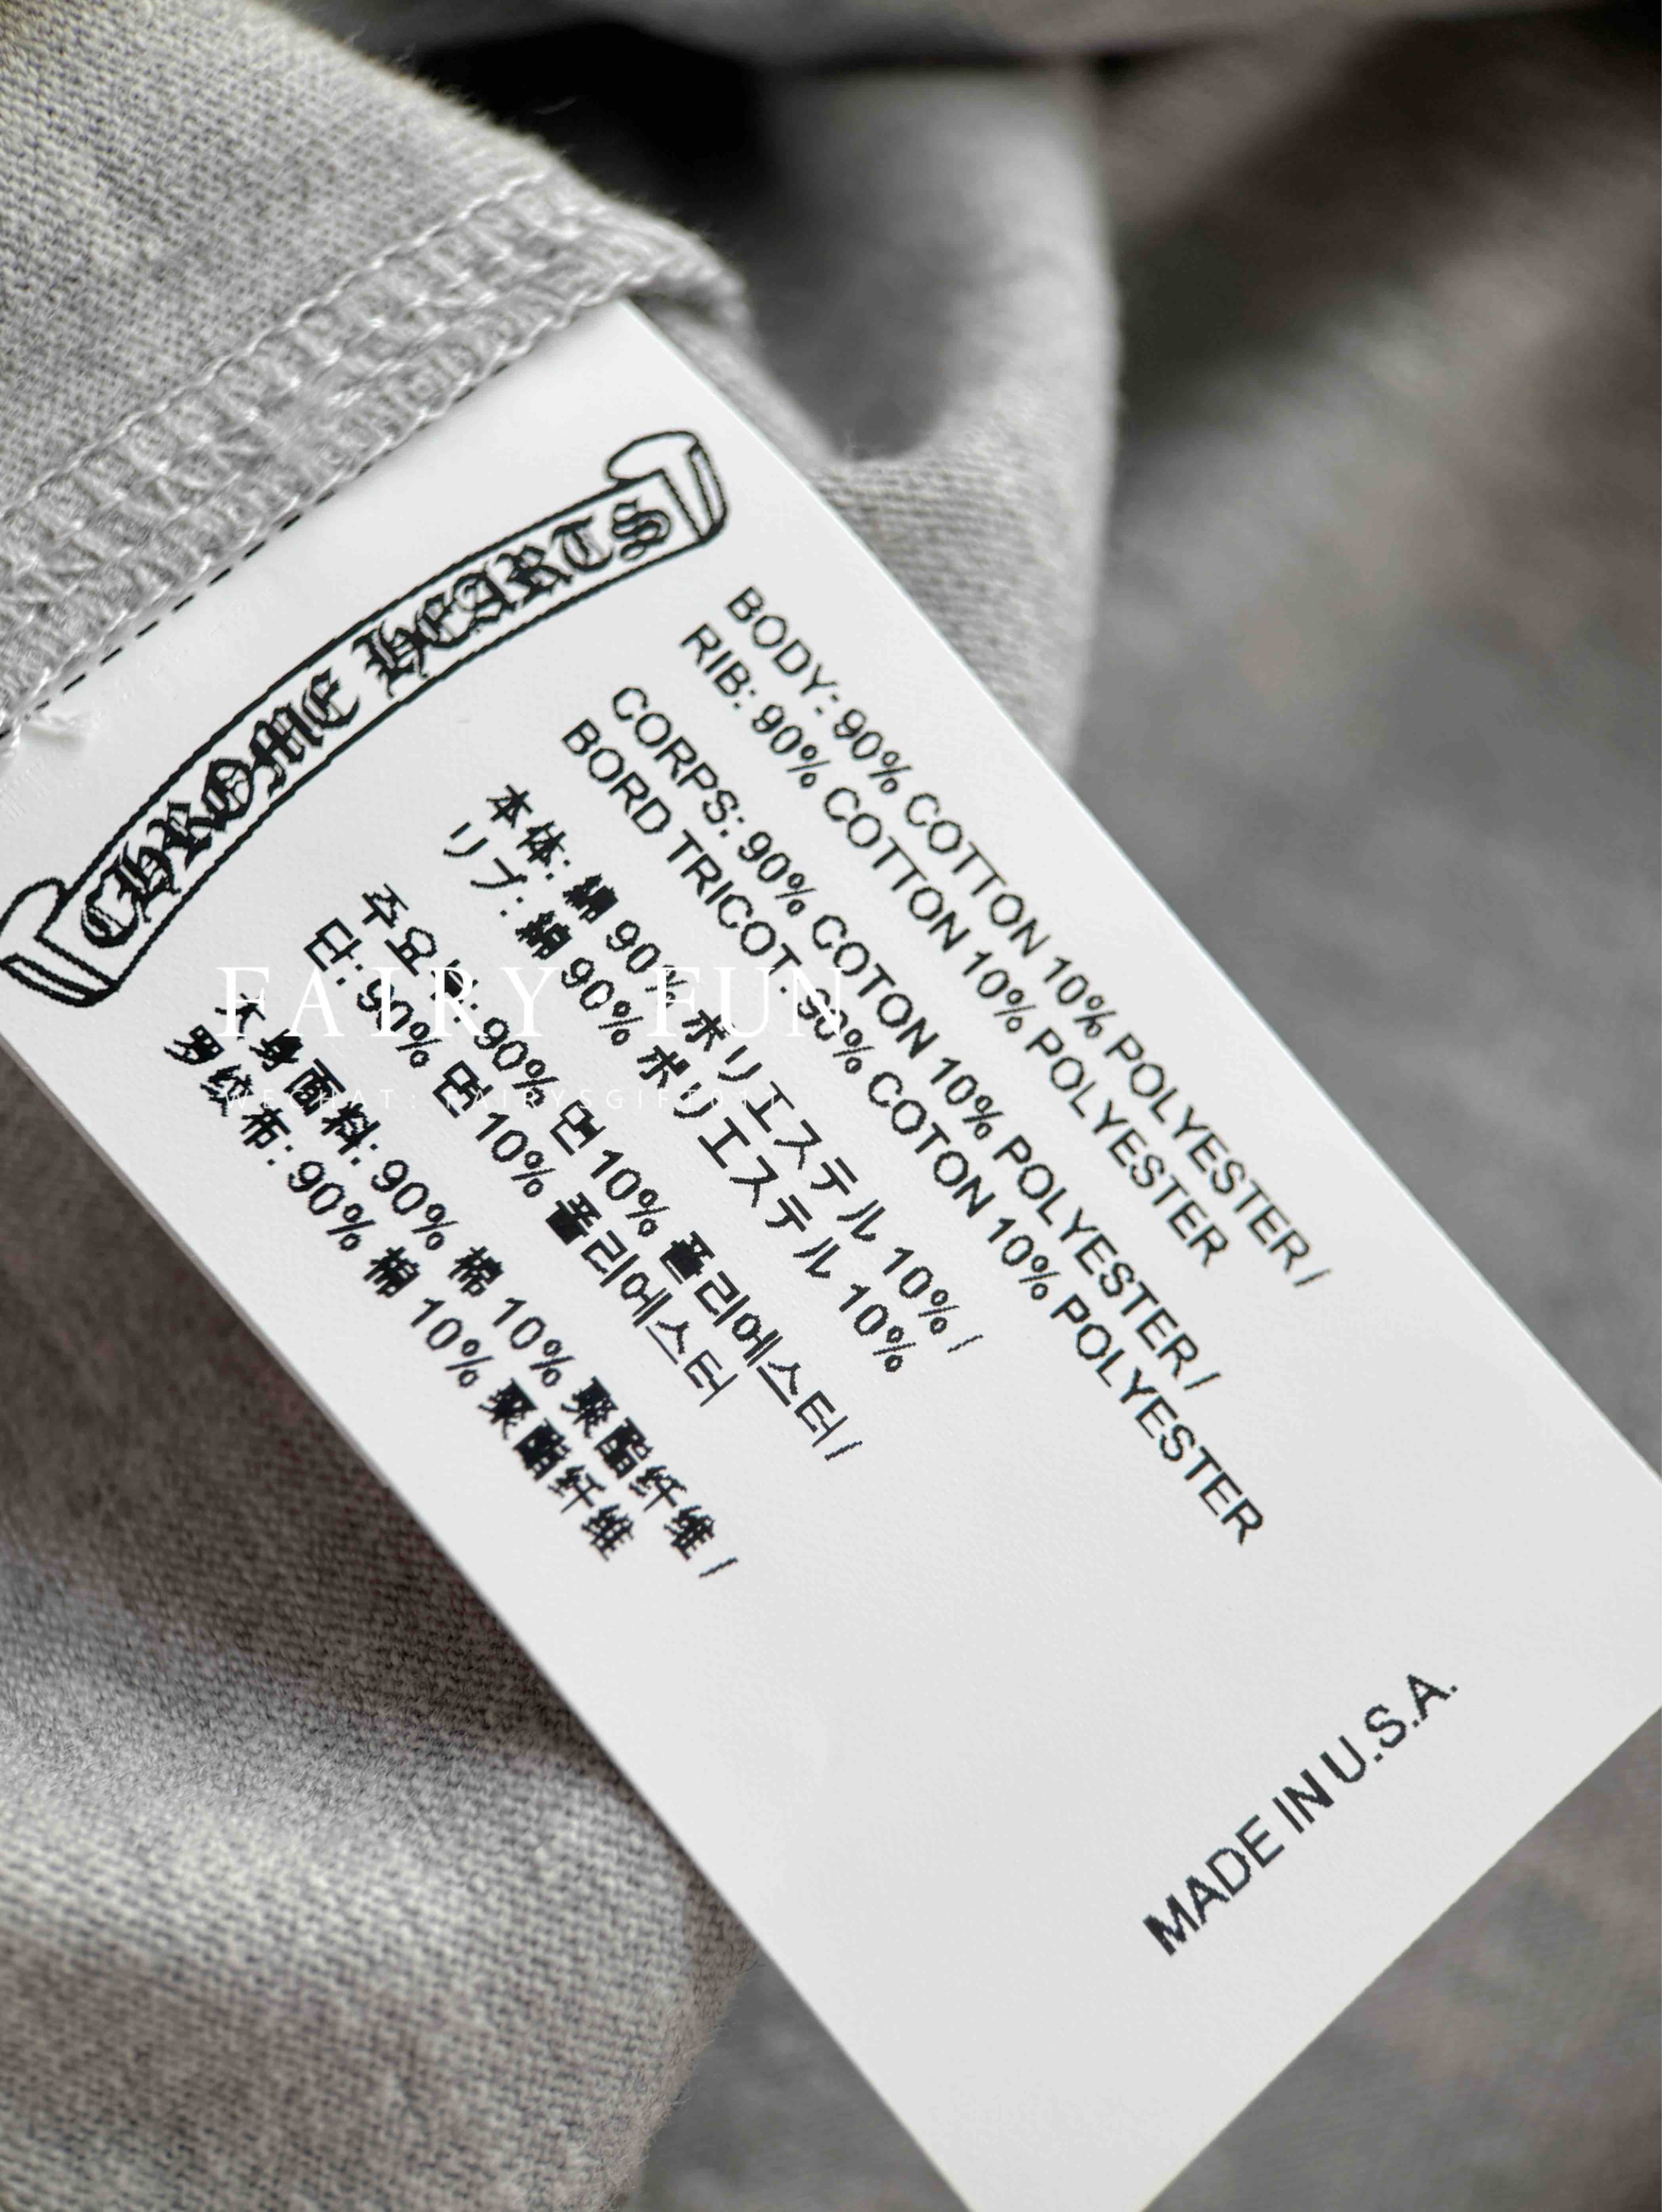 CHROME HEARTS
BODY: 90% COTTON 10% POLYESTER /
RIB: 90% COTTON 10% POLYESTER
CORPS: 90% COTON 10% POLYESTER /
BORD TRICOT: 90% COTON 10% POLYESTER
本体: 綿 90% ポリエステル 10% /
リブ: 綿 90% ポリエステル 10%
주요부: 90% 면 10% 폴리에스터 /
단: 90% 면 10% 폴리에스터
大身面料: 90% 棉 10% 聚酯纤维 /
罗纹布: 90% 棉 10% 聚酯纤维
MADE IN U.S.A.
FAIRY FUN
WECHAT: